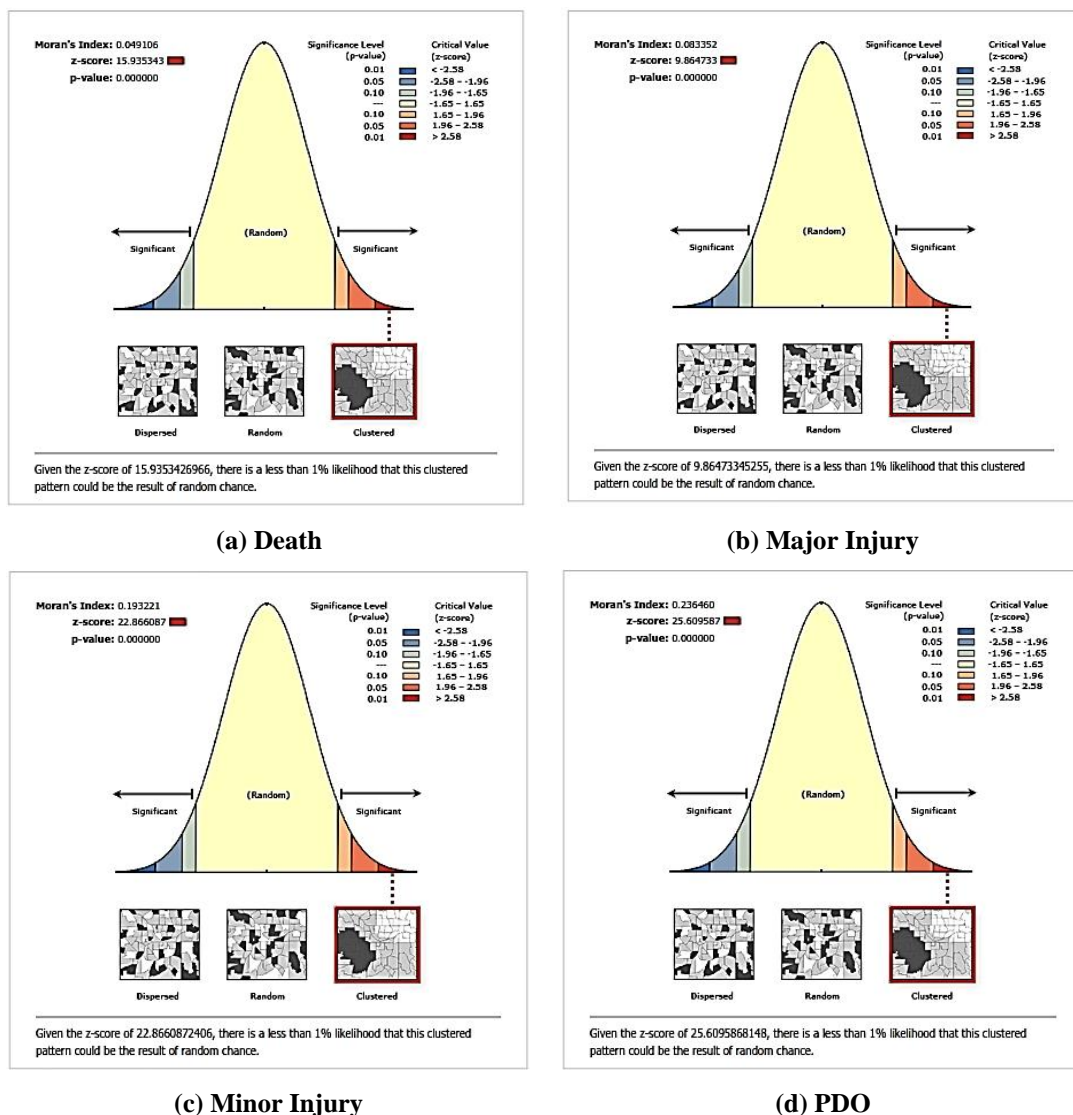 Moran's Index: 0.049106
z-score: 15.935343
p-value: 0.000000
Significance Level
(p-value)
Critical Value
(z-score)
0.01 < -2.58
0.05 -2.58 – -1.96
0.10 -1.96 – -1.65
--- -1.65 – 1.65
0.10 1.65 – 1.96
0.05 1.96 – 2.58
0.01 > 2.58
Significant
(Random)
Significant
Dispersed
Random
Clustered
Given the z-score of 15.9353426966, there is a less than 1% likelihood that this clustered
pattern could be the result of random chance.
(a) Death
Moran's Index: 0.083352
z-score: 9.864733
p-value: 0.000000
Significance Level
(p-value)
Critical Value
(z-score)
0.01 < -2.58
0.05 -2.58 – -1.96
0.10 -1.96 – -1.65
--- -1.65 – 1.65
0.10 1.65 – 1.96
0.05 1.96 – 2.58
0.01 > 2.58
Significant
(Random)
Significant
Dispersed
Random
Clustered
Given the z-score of 9.86473345255, there is a less than 1% likelihood that this clustered
pattern could be the result of random chance.
(b) Major Injury
Moran's Index: 0.193221
z-score: 22.866087
p-value: 0.000000
Significance Level
(p-value)
Critical Value
(z-score)
0.01 < -2.58
0.05 -2.58 – -1.96
0.10 -1.96 – -1.65
--- -1.65 – 1.65
0.10 1.65 – 1.96
0.05 1.96 – 2.58
0.01 > 2.58
Significant
(Random)
Significant
Dispersed
Random
Clustered
Given the z-score of 22.8660872406, there is a less than 1% likelihood that this clustered
pattern could be the result of random chance.
(c) Minor Injury
Moran's Index: 0.236460
z-score: 25.609587
p-value: 0.000000
Significance Level
(p-value)
Critical Value
(z-score)
0.01 < -2.58
0.05 -2.58 – -1.96
0.10 -1.96 – -1.65
--- -1.65 – 1.65
0.10 1.65 – 1.96
0.05 1.96 – 2.58
0.01 > 2.58
Significant
(Random)
Significant
Dispersed
Random
Clustered
Given the z-score of 25.6095868148, there is a less than 1% likelihood that this clustered
pattern could be the result of random chance.
(d) PDO